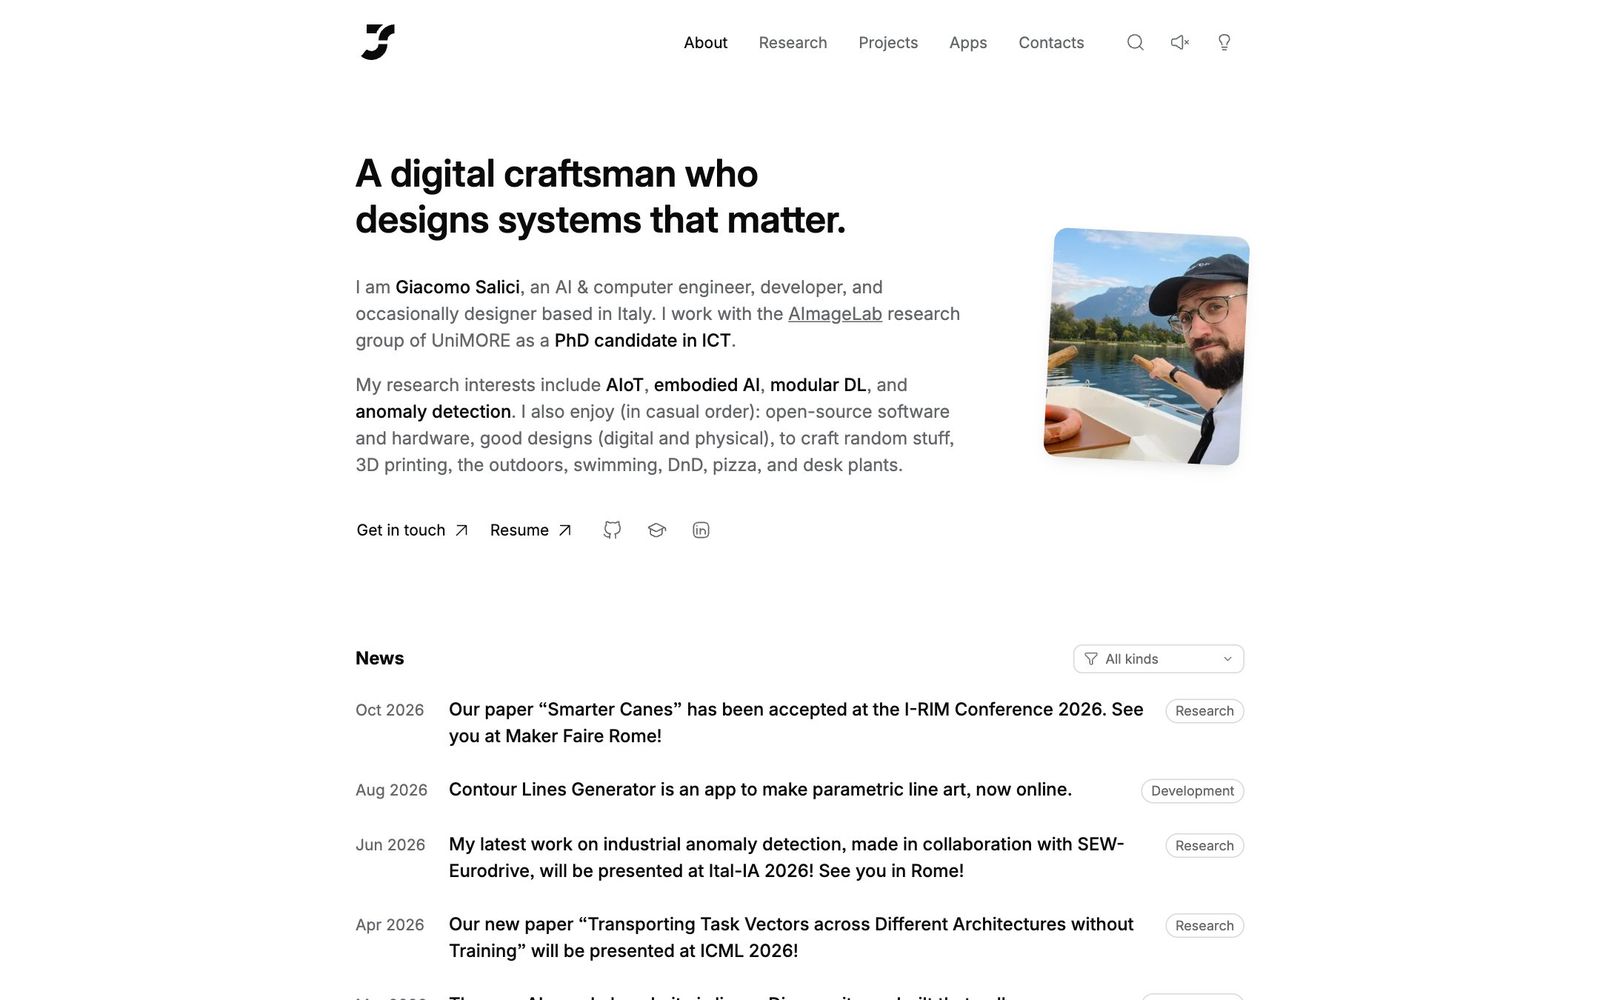 About Research Projects Apps Contacts
A digital craftsman who
designs systems that matter.
I am Giacomo Salici, an AI & computer engineer, developer, and
occasionally designer based in Italy. I work with the AImageLab research
group of UniMORE as a PhD candidate in ICT.
My research interests include AIoT, embodied AI, modular DL, and
anomaly detection. I also enjoy (in casual order): open-source software
and hardware, good designs (digital and physical), to craft random stuff,
3D printing, the outdoors, swimming, DnD, pizza, and desk plants.
Get in touch Resume
News All kinds
Oct 2026 Our paper “Smarter Canes” has been accepted at the I-RIM Conference 2026. See Research
you at Maker Faire Rome!
Aug 2026 Contour Lines Generator is an app to make parametric line art, now online. Development
Jun 2026 My latest work on industrial anomaly detection, made in collaboration with SEW- Research
Eurodrive, will be presented at Ital-IA 2026! See you in Rome!
Apr 2026 Our new paper “Transporting Task Vectors across Different Architectures without Research
Training” will be presented at ICML 2026!